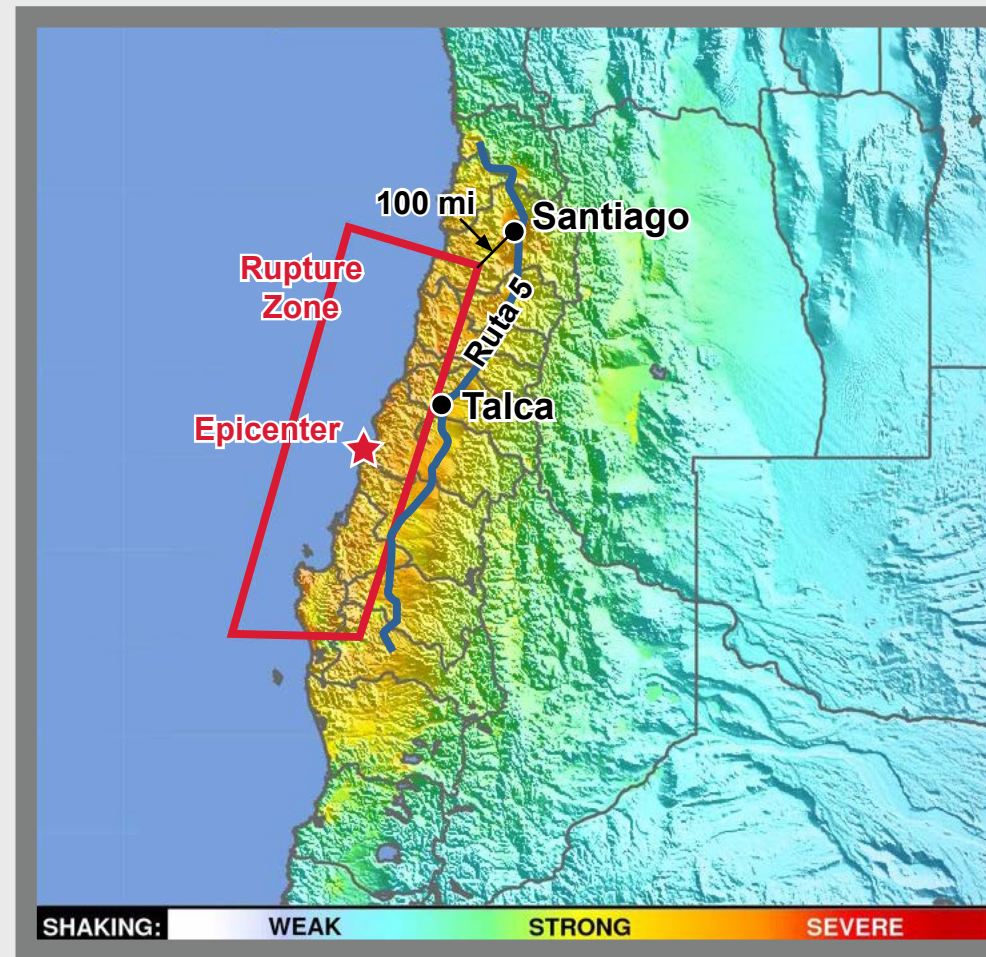 100 mi
Santiago
Rupture
Zone
Ruta 5
Talca
Epicenter
SHAKING: WEAK STRONG SEVERE